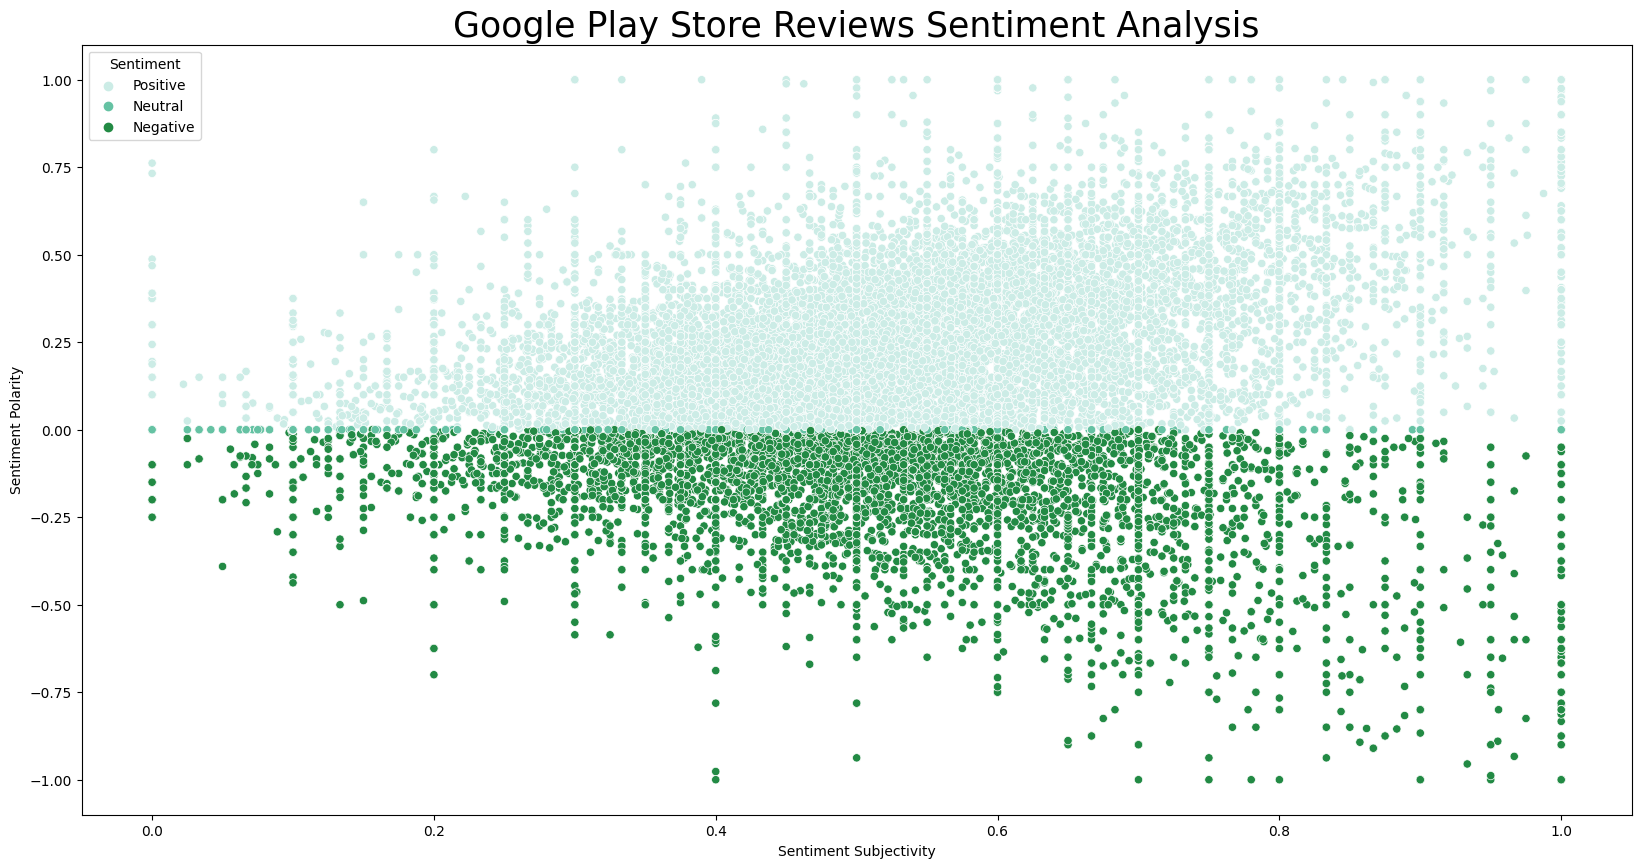 Google Play Store Reviews Sentiment Analysis
Sentiment
Positive
Neutral
Negative
Sentiment Polarity
1.00
0.75
0.50
0.25
0.00
−0.25
−0.50
−0.75
−1.00
0.0
0.2
0.4
0.6
0.8
1.0
Sentiment Subjectivity